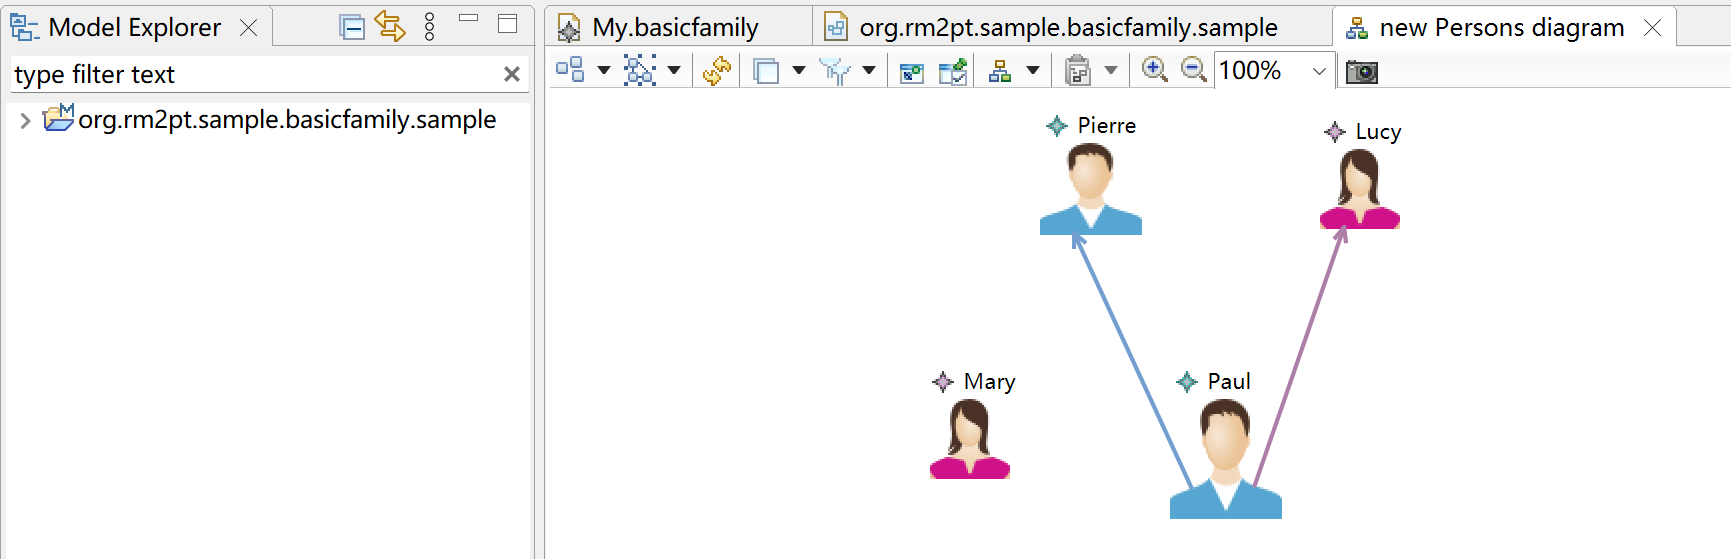 Model Explorer
My.basicfamily
org.rm2pt.sample.basicfamily.sample
new Persons diagram
type filter text
100%
org.rm2pt.sample.basicfamily.sample
Pierre
Lucy
Mary
Paul